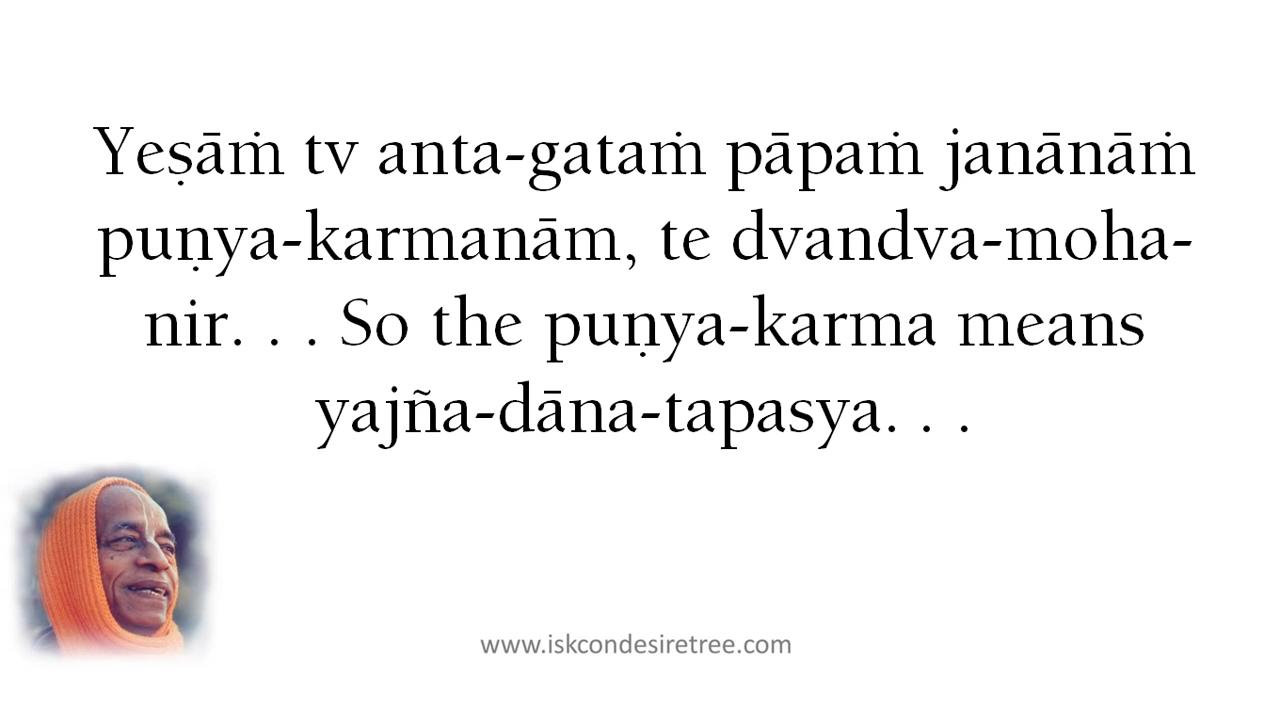 Yeṣāṁ tv anta-gataṁ pāpaṁ janānāṁ
puṇya-karmanām, te dvandva-moha-
nir. . . So the puṇya-karma means
yajña-dāna-tapasya. . .
www.iskcondesiretree.com